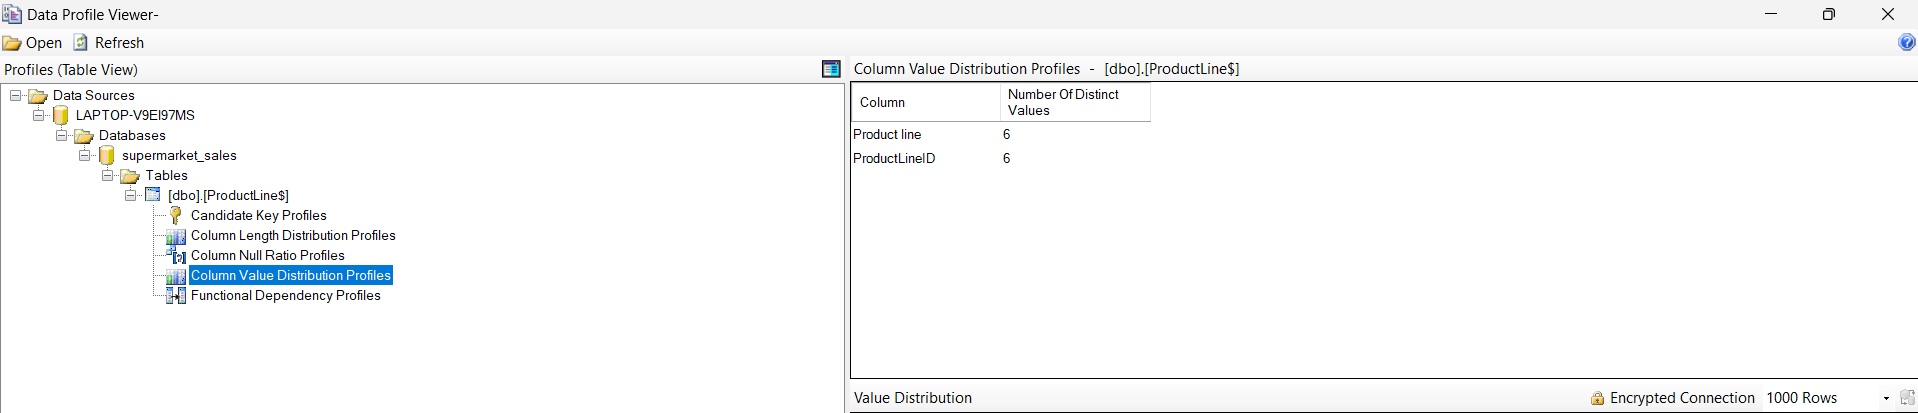 Data Profile Viewer-
Open Refresh
Profiles (Table View)
Data Sources
LAPTOP-V9EI97MS
Databases
supermarket_sales
Tables
[dbo].[ProductLine$]
Candidate Key Profiles
Column Length Distribution Profiles
Column Null Ratio Profiles
Column Value Distribution Profiles
Functional Dependency Profiles
Column Value Distribution Profiles - [dbo].[ProductLine$]
Column Number Of Distinct Values
Product line 6
ProductLineID 6
Value Distribution Encrypted Connection 1000 Rows